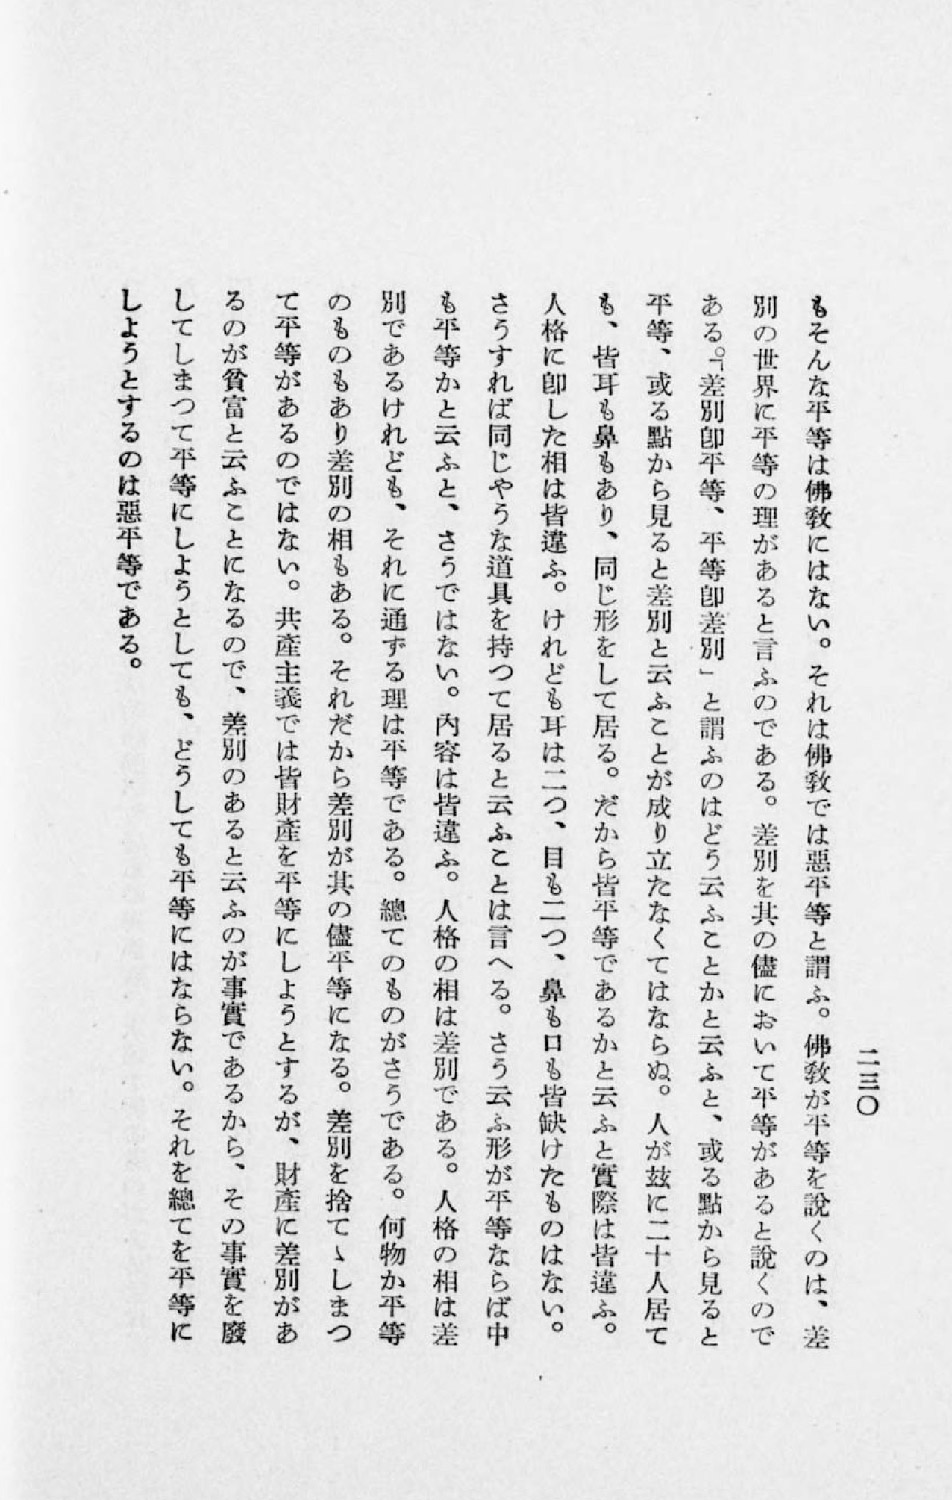 二三〇
もそんな平等は佛敎にはない。それは佛敎では惡平等と謂ふ。佛敎が平等を說くのは、差
別の世界に平等の理があると言ふのである。差別を其の儘において平等があると說くので
ある。「差別卽平等、平等卽差別」と謂ふのはどう云ふことかと云ふと、或る點から見ると
平等、或る點から見ると差別と云ふことが成り立たなくてはならぬ。人が玆に二十人居て
も、皆耳も鼻もあり、同じ形をして居る。だから皆平等であるかと云ふと實際は皆違ふ。
人格に卽した相は皆違ふ。けれども耳は二つ、目も二つ、鼻も口も皆缺けたものはない。
さうすれば同じやうな道具を持つて居ると云ふことは言へる。さう云ふ形が平等ならば中
も平等かと云ふと、さうではない。內容は皆違ふ。人格の相は差別である。人格の相は差
別であるけれども、それに通ずる理は平等である。總てのものがさうである。何物か平等
のものもあり差別の相もある。それだから差別が其の儘平等になる。差別を捨てゝしまつ
て平等があるのではない。共產主義では皆財產を平等にしようとするが、財產に差別があ
るのが貧富と云ふことになるので、差別のあると云ふのが事實であるから、その事實を廢
してしまつて平等にしようとしても、どうしても平等にはならない。それを總てを平等に
しようとするのは惡平等である。